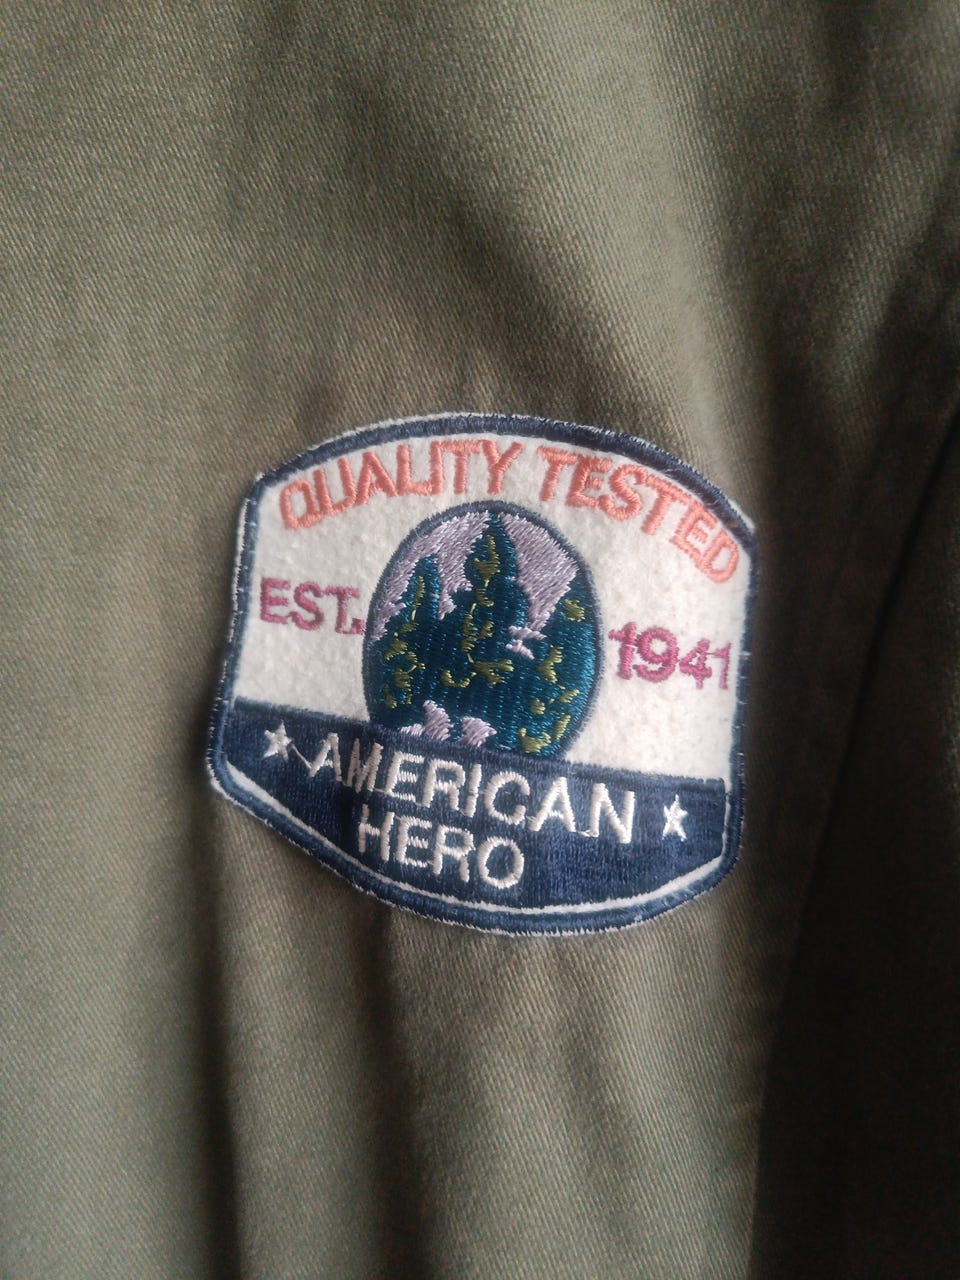 QUALITY TESTED
EST. 1941
AMERICAN
HERO